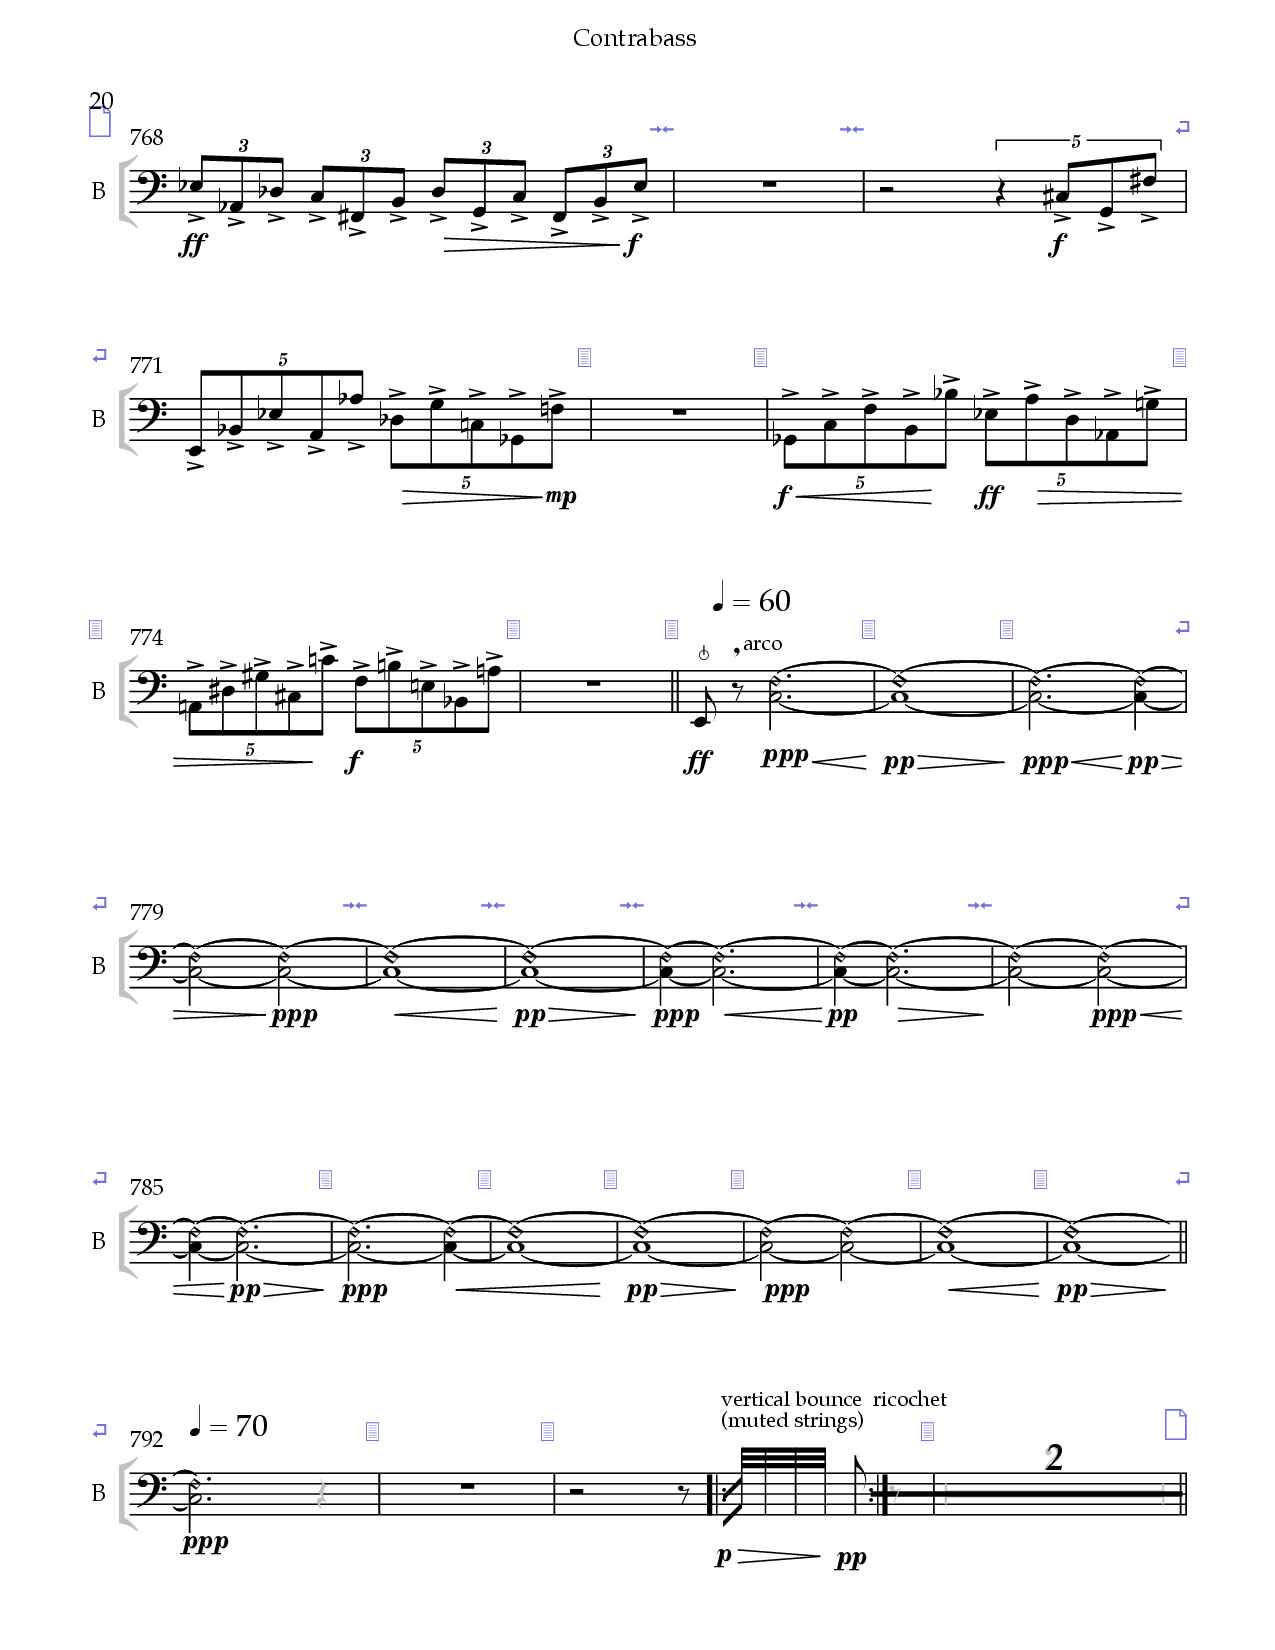 Contrabass
20
768
3 3 3 3 5
B
ff f f
771
5
B
5 5 5
mp f ff
♩ = 60
774
arco
B
5 5
f ff ppp pp ppp pp
779
B
ppp pp ppp pp ppp
785
B
pp ppp pp ppp pp
vertical bounce ricochet
(muted strings)
792
♩ = 70
2
B
ppp p pp